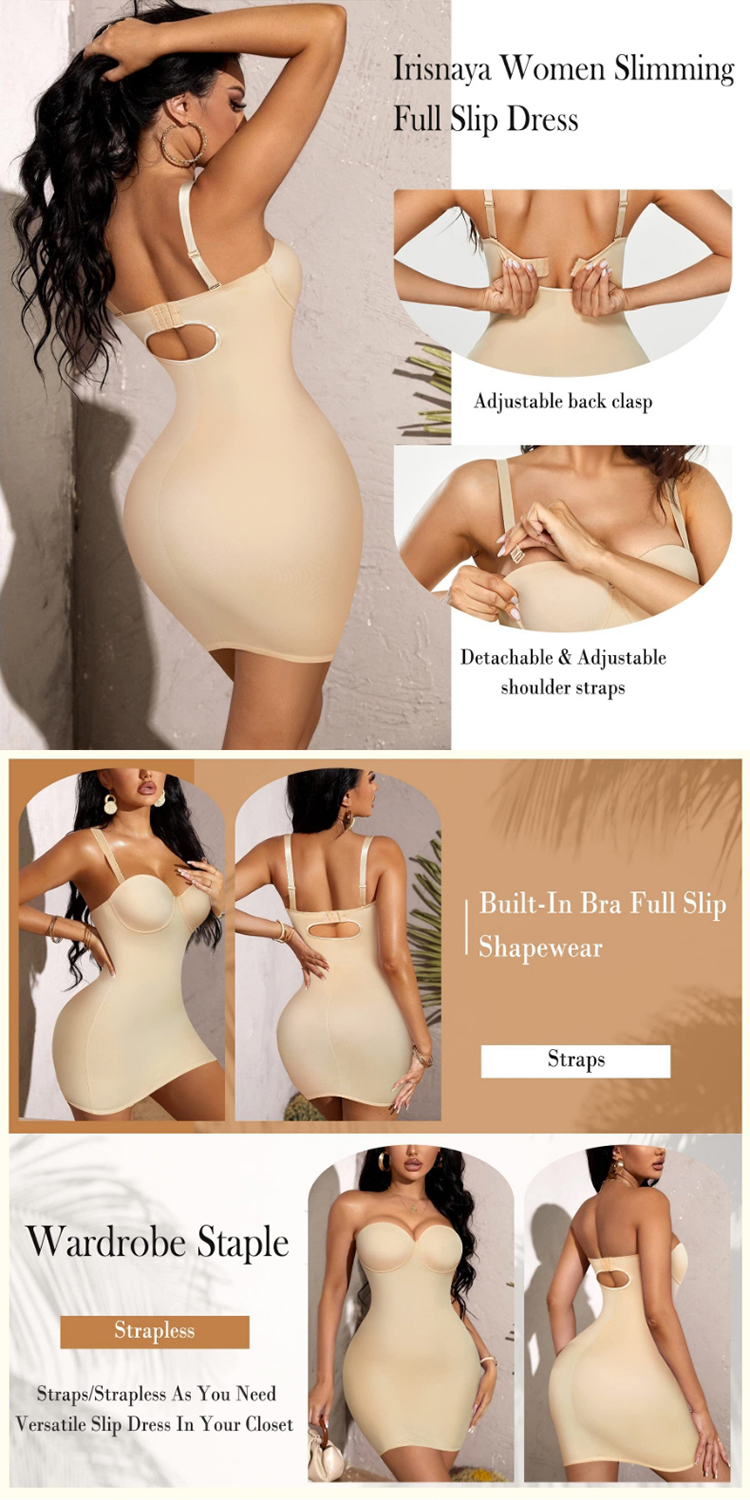 Irisnaya Women Slimming
Full Slip Dress
Adjustable back clasp
Detachable & Adjustable
shoulder straps
Built-In Bra Full Slip
Shapewear
Straps
Wardrobe Staple
Strapless
Straps/Strapless As You Need
Versatile Slip Dress In Your Closet